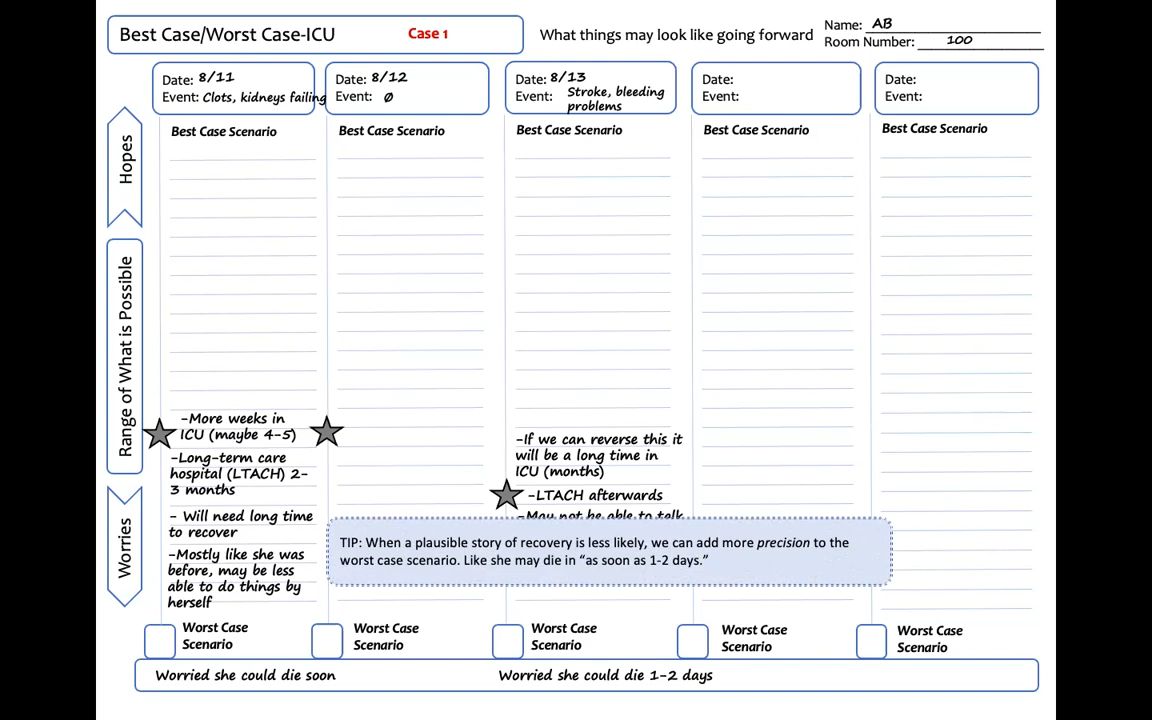 Best Case/Worst Case-ICU
Case 1
What things may look like going forward
Name: AB
Room Number: 100
Date: 8/11
Event: Clots, kidneys failing
Date: 8/12
Event: Ø
Date: 8/13
Event: Stroke, bleeding
problems
Date:
Event:
Date:
Event:
Hopes
Range of What is Possible
Worries
Best Case Scenario
Best Case Scenario
Best Case Scenario
Best Case Scenario
Best Case Scenario
-More weeks in
ICU (maybe 4-5)
-Long-term care
hospital (LTACH) 2-
3 months
- Will need long time
to recover
-Mostly like she was
before, may be less
able to do things by
herself
-If we can reverse this it
will be a long time in
ICU (months)
-LTACH afterwards
-May not be able to talk
TIP: When a plausible story of recovery is less likely, we can add more precision to the
worst case scenario. Like she may die in “as soon as 1-2 days.”
Worst Case
Scenario
Worst Case
Scenario
Worst Case
Scenario
Worst Case
Scenario
Worst Case
Scenario
Worried she could die soon
Worried she could die 1-2 days